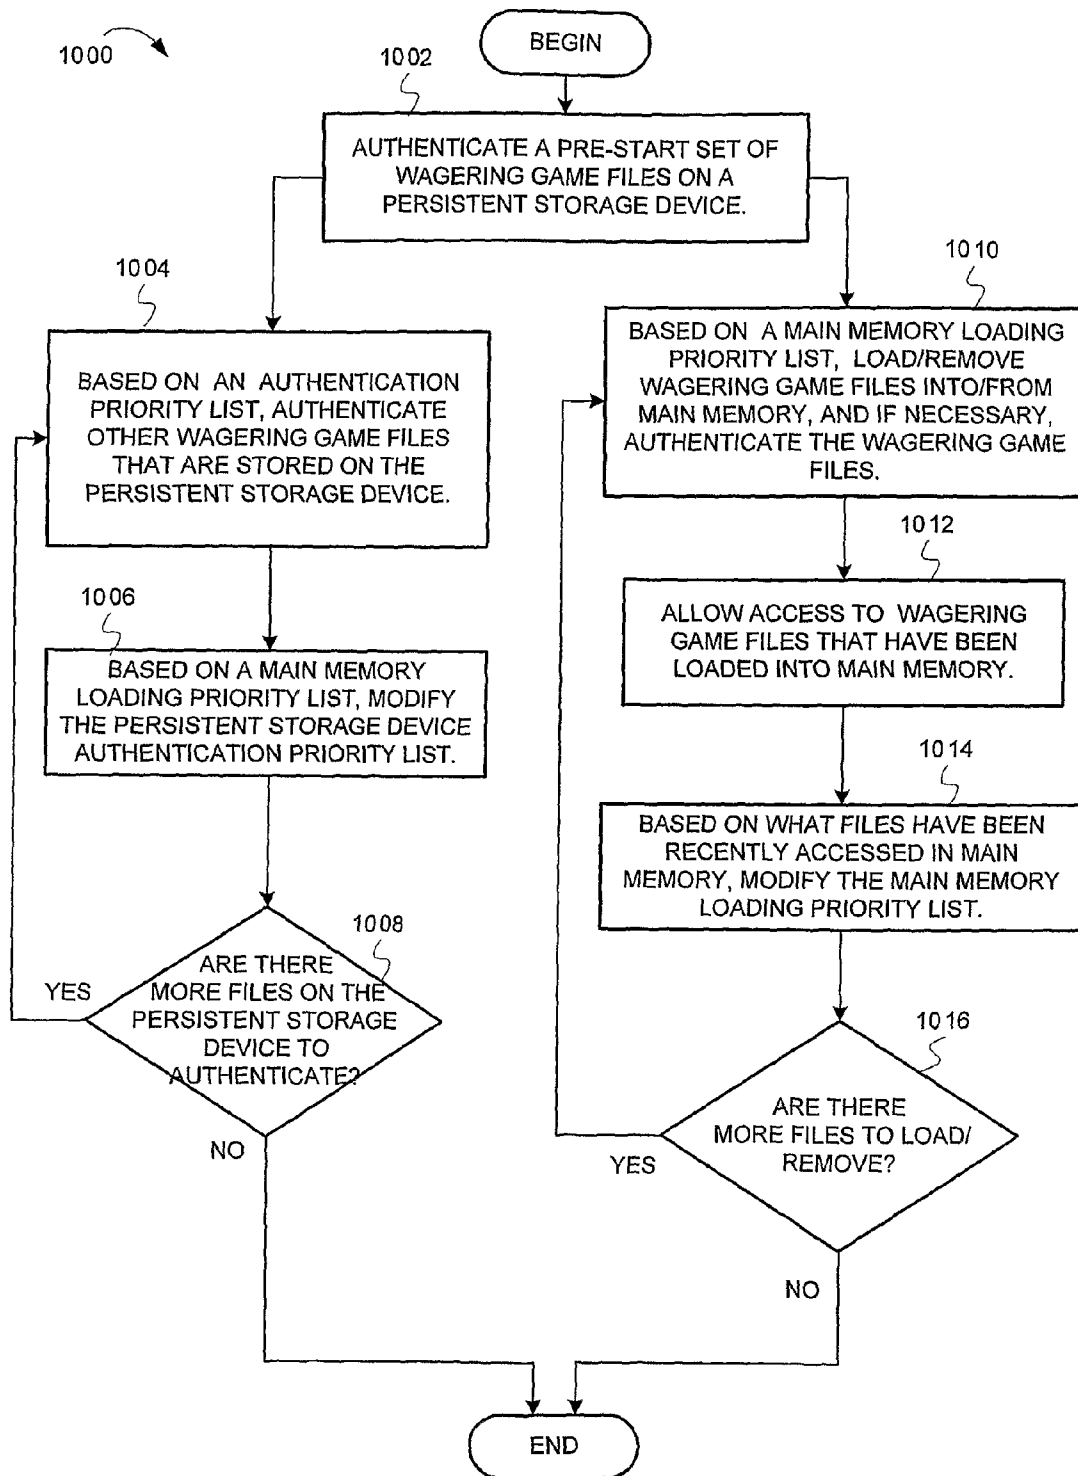 1000
BEGIN
1002
AUTHENTICATE A PRE-START SET OF
WAGERING GAME FILES ON A
PERSISTENT STORAGE DEVICE.
1004
BASED ON AN AUTHENTICATION
PRIORITY LIST, AUTHENTICATE
OTHER WAGERING GAME FILES
THAT ARE STORED ON THE
PERSISTENT STORAGE DEVICE.
1006
BASED ON A MAIN MEMORY
LOADING PRIORITY LIST, MODIFY
THE PERSISTENT STORAGE DEVICE
AUTHENTICATION PRIORITY LIST.
1008
ARE THERE
MORE FILES ON THE
PERSISTENT STORAGE
DEVICE TO
AUTHENTICATE?
YES
NO
1010
BASED ON A MAIN MEMORY LOADING
PRIORITY LIST, LOAD/REMOVE
WAGERING GAME FILES INTO/FROM
MAIN MEMORY, AND IF NECESSARY,
AUTHENTICATE THE WAGERING GAME
FILES.
1012
ALLOW ACCESS TO WAGERING
GAME FILES THAT HAVE BEEN
LOADED INTO MAIN MEMORY.
1014
BASED ON WHAT FILES HAVE BEEN
RECENTLY ACCESSED IN MAIN
MEMORY, MODIFY THE MAIN MEMORY
LOADING PRIORITY LIST.
1016
ARE THERE
MORE FILES TO LOAD/
REMOVE?
YES
NO
END